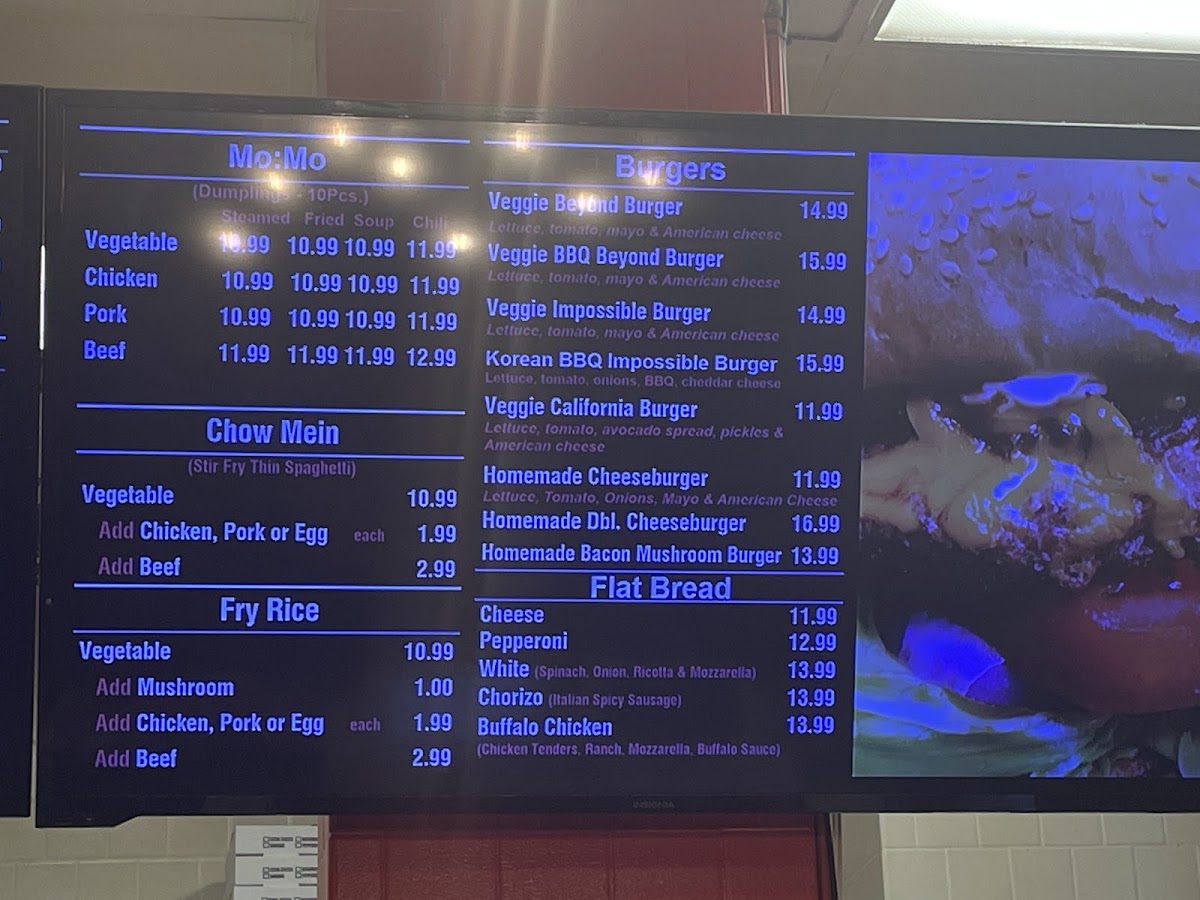 Mo:Mo
(Dumplings - 10Pcs.)
Steamed Fried Soup Chili
Vegetable 10.99 10.99 10.99 11.99
Chicken 10.99 10.99 10.99 11.99
Pork 10.99 10.99 10.99 11.99
Beef 11.99 11.99 11.99 12.99
Chow Mein
(Stir Fry Thin Spaghetti)
Vegetable 10.99
Add Chicken, Pork or Egg each 1.99
Add Beef 2.99
Fry Rice
Vegetable 10.99
Add Mushroom 1.00
Add Chicken, Pork or Egg each 1.99
Add Beef 2.99
Burgers
Veggie Beyond Burger 14.99
Lettuce, tomato, mayo & American cheese
Veggie BBQ Beyond Burger 15.99
Lettuce, tomato, mayo & American cheese
Veggie Impossible Burger 14.99
Lettuce, tomato, mayo & American cheese
Korean BBQ Impossible Burger 15.99
Lettuce, tomato, onions, BBQ, cheddar cheese
Veggie California Burger 11.99
Lettuce, tomato, avocado spread, pickles &
American cheese
Homemade Cheeseburger 11.99
Lettuce, Tomato, Onions, Mayo & American Cheese
Homemade Dbl. Cheeseburger 16.99
Homemade Bacon Mushroom Burger 13.99
Flat Bread
Cheese 11.99
Pepperoni 12.99
White (Spinach, Onion, Ricotta & Mozzarella) 13.99
Chorizo (Italian Spicy Sausage) 13.99
Buffalo Chicken 13.99
(Chicken Tenders, Ranch, Mozzarella, Buffalo Sauce)